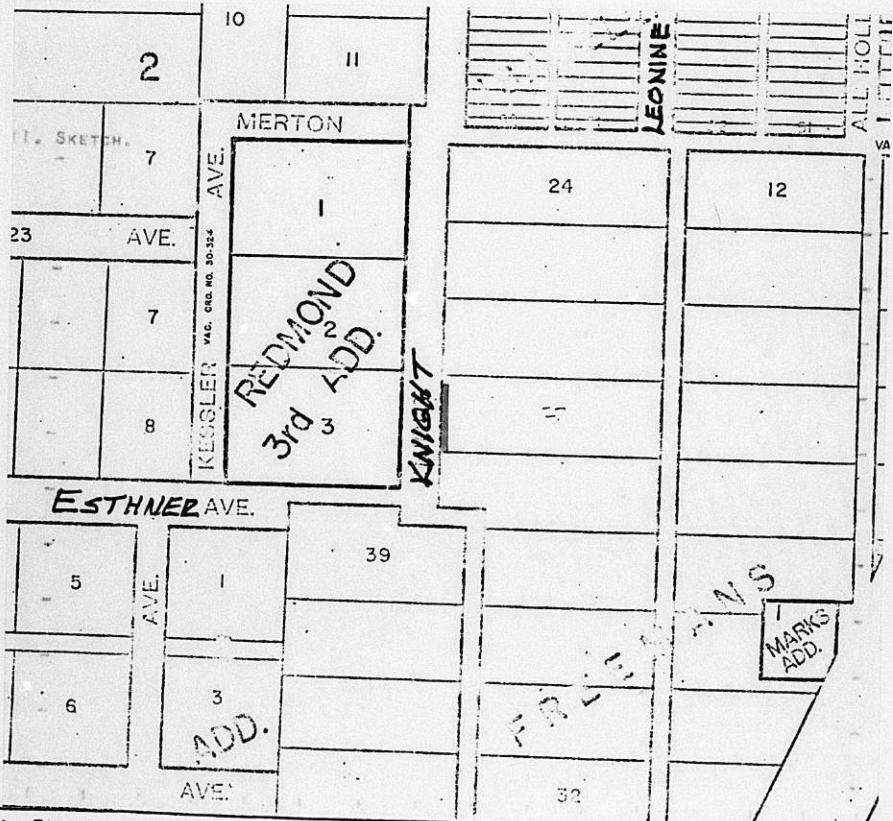 10
2
11
LEONINE
ALL HOLL
MERTON
SKETCH.
7
AVE.
VA
1
24
12
23
AVE.
VAC. ORD. NO. 30-324
7
REDMOND
2
3rd ADD.
KNIGHT
8
KESSLER
3
ESTHNER AVE.
39
5
AVE.
1
FREEMANS
1
MARKS
ADD.
6
3
ADD.
AVE.
32